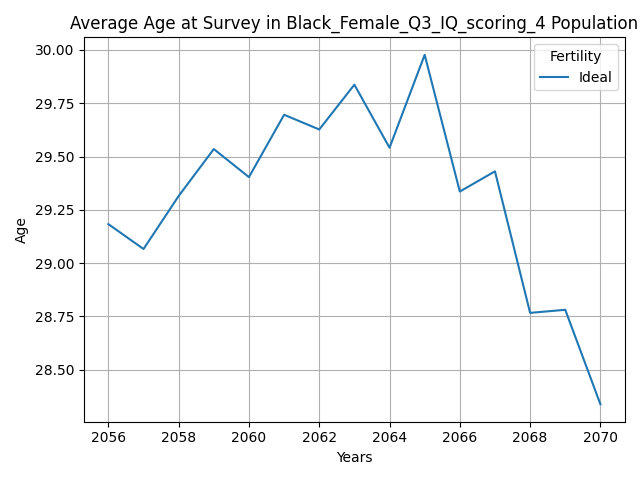 Average Age at Survey in Black_Female_Q3_IQ_scoring_4 Population
Fertility
Ideal
30.00
29.75
29.50
29.25
29.00
28.75
28.50
Age
2056 2058 2060 2062 2064 2066 2068 2070
Years